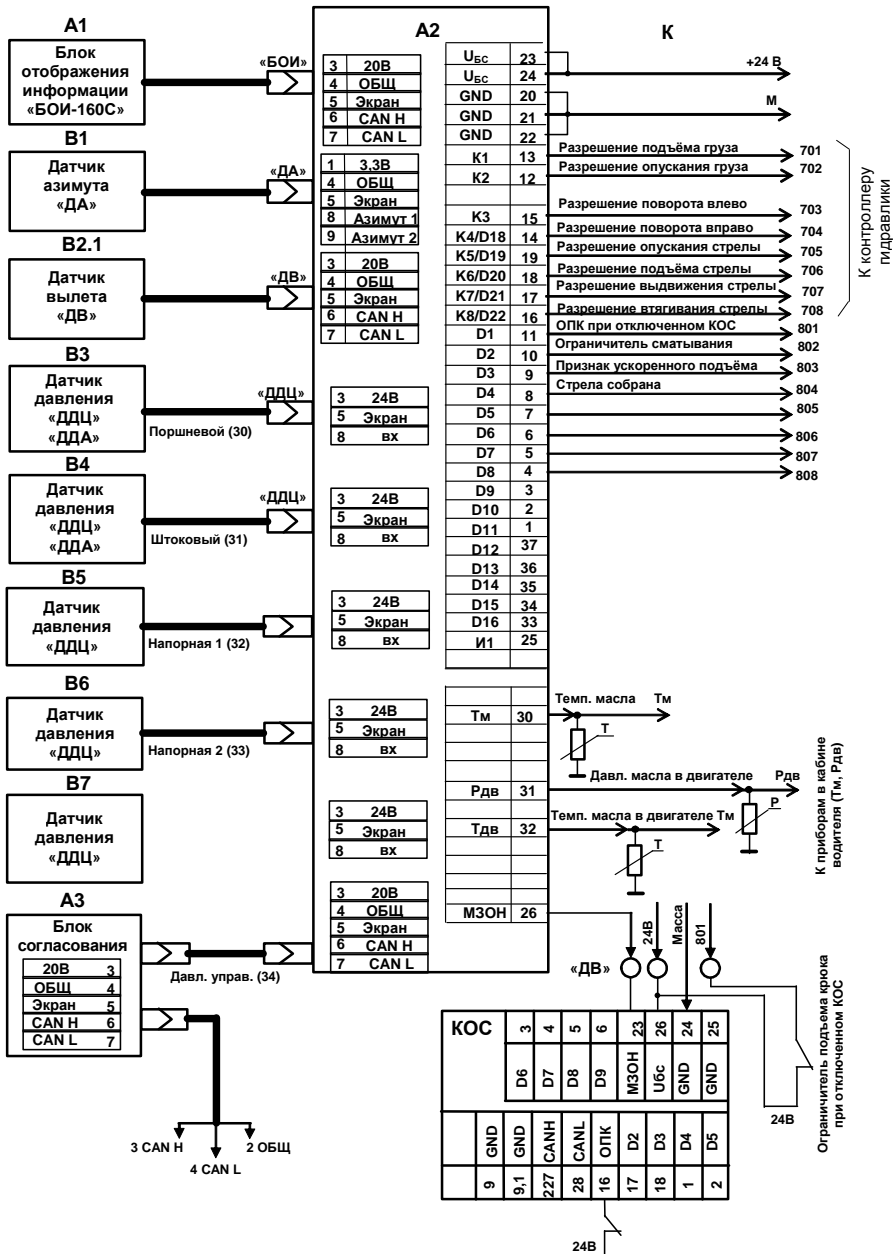 А1
Блок
отображения
информации
«БОИ-160С»
«БОИ»
В1
Датчик
азимута
«ДА»
«ДА»
В2.1
Датчик
вылета
«ДВ»
«ДВ»
В3
Датчик
давления
«ДДЦ»
«ДДА»
«ДДЦ»
Поршневой (30)
В4
Датчик
давления
«ДДЦ»
«ДДА»
«ДДЦ»
Штоковый (31)
В5
Датчик
давления
«ДДЦ»
Напорная 1 (32)
В6
Датчик
давления
«ДДЦ»
Напорная 2 (33)
В7
Датчик
давления
«ДДЦ»
А3
Блок
согласования
20В 3
ОБЩ 4
Экран 5
CAN H 6
CAN L 7
Давл. управ. (34)
3 CAN H
2 ОБЩ
4 CAN L
А2
3 20В
4 ОБЩ
5 Экран
6 CAN H
7 CAN L
1 3,3В
4 ОБЩ
5 Экран
8 Азимут 1
9 Азимут 2
3 20В
4 ОБЩ
5 Экран
6 CAN H
7 CAN L
3 24В
5 Экран
8 вх
3 24В
5 Экран
8 вх
3 24В
5 Экран
8 вх
3 24В
5 Экран
8 вх
3 24В
5 Экран
8 вх
3 20В
4 ОБЩ
5 Экран
6 CAN H
7 CAN L
UБС 23
UБС 24
GND 20
GND 21
GND 22
К1 13
К2 12
K3 15
K4/D18 14
K5/D19 19
K6/D20 18
K7/D21 17
K8/D22 16
D1 11
D2 10
D3 9
D4 8
D5 7
D6 6
D7 5
D8 4
D9 3
D10 2
D11 1
D12 37
D13 36
D14 35
D15 34
D16 33
И1 25
Тм 30
Рдв 31
Тдв 32
МЗОН 26
К
+24 В
М
Разрешение подъёма груза 701
Разрешение опускания груза 702
Разрешение поворота влево 703
Разрешение поворота вправо 704
Разрешение опускания стрелы 705
Разрешение подъёма стрелы 706
Разрешение выдвижения стрелы 707
Разрешение втягивания стрелы 708
ОПК при отключенном КОС 801
Ограничитель сматывания 802
Признак ускоренного подъёма 803
Стрела собрана 804
805
806
807
808
К контроллеру
гидравлики
Темп. масла Тм
Т
Давл. масла в двигателе Рдв
Р
Темп. масла в двигателе Тм
Т
К приборам в кабине
водителя (Тм, Рдв)
«ДВ»
24В
Масса
801
КОС
3 4 5 6 23 26 24 25
D6 D7 D8 D9 МЗОН Uбс GND GND
GND GND CANH CANL ОПК D2 D3 D4 D5
9 9,1 227 28 16 17 18 1 2
24В
24В
Ограничитель подъема крюка
при отключенном КОС